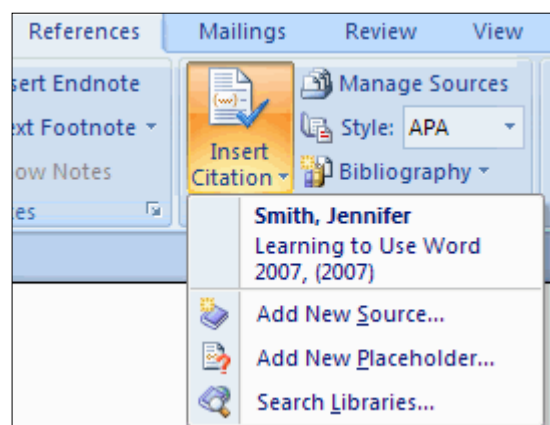 References Mailings Review View
sert Endnote
Manage Sources
ext Footnote
Style: APA
Insert
Citation
ow Notes
Bibliography
es
Smith, Jennifer
Learning to Use Word
2007, (2007)
Add New Source...
Add New Placeholder...
Search Libraries...